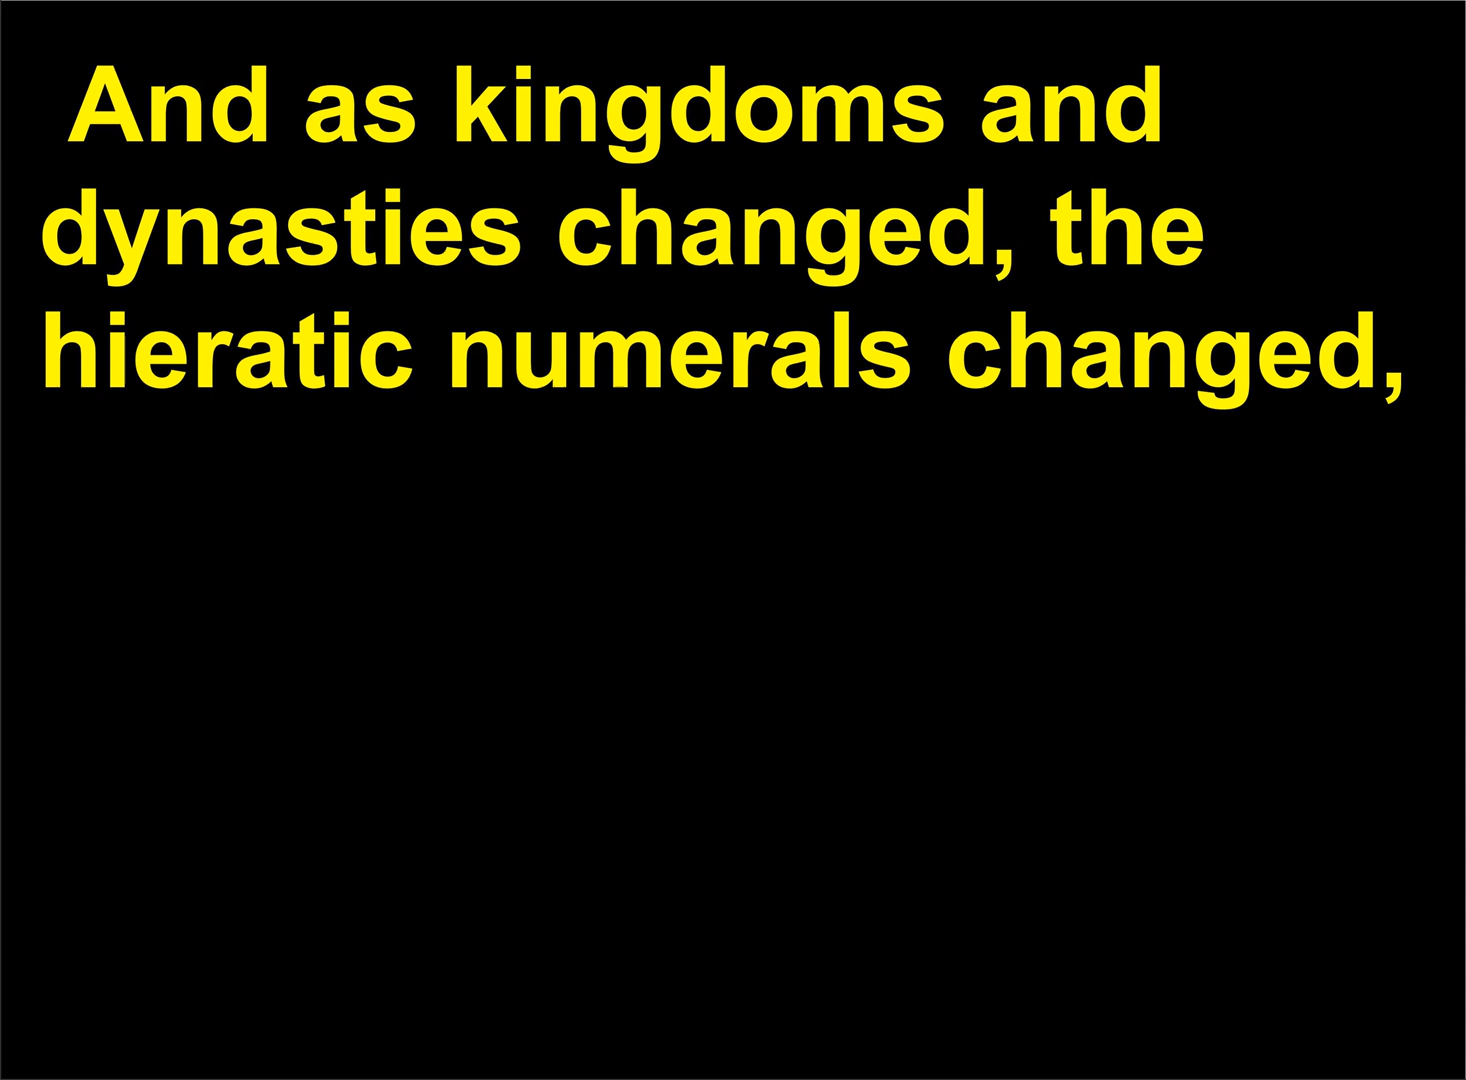 And as kingdoms and
dynasties changed, the
hieratic numerals changed,